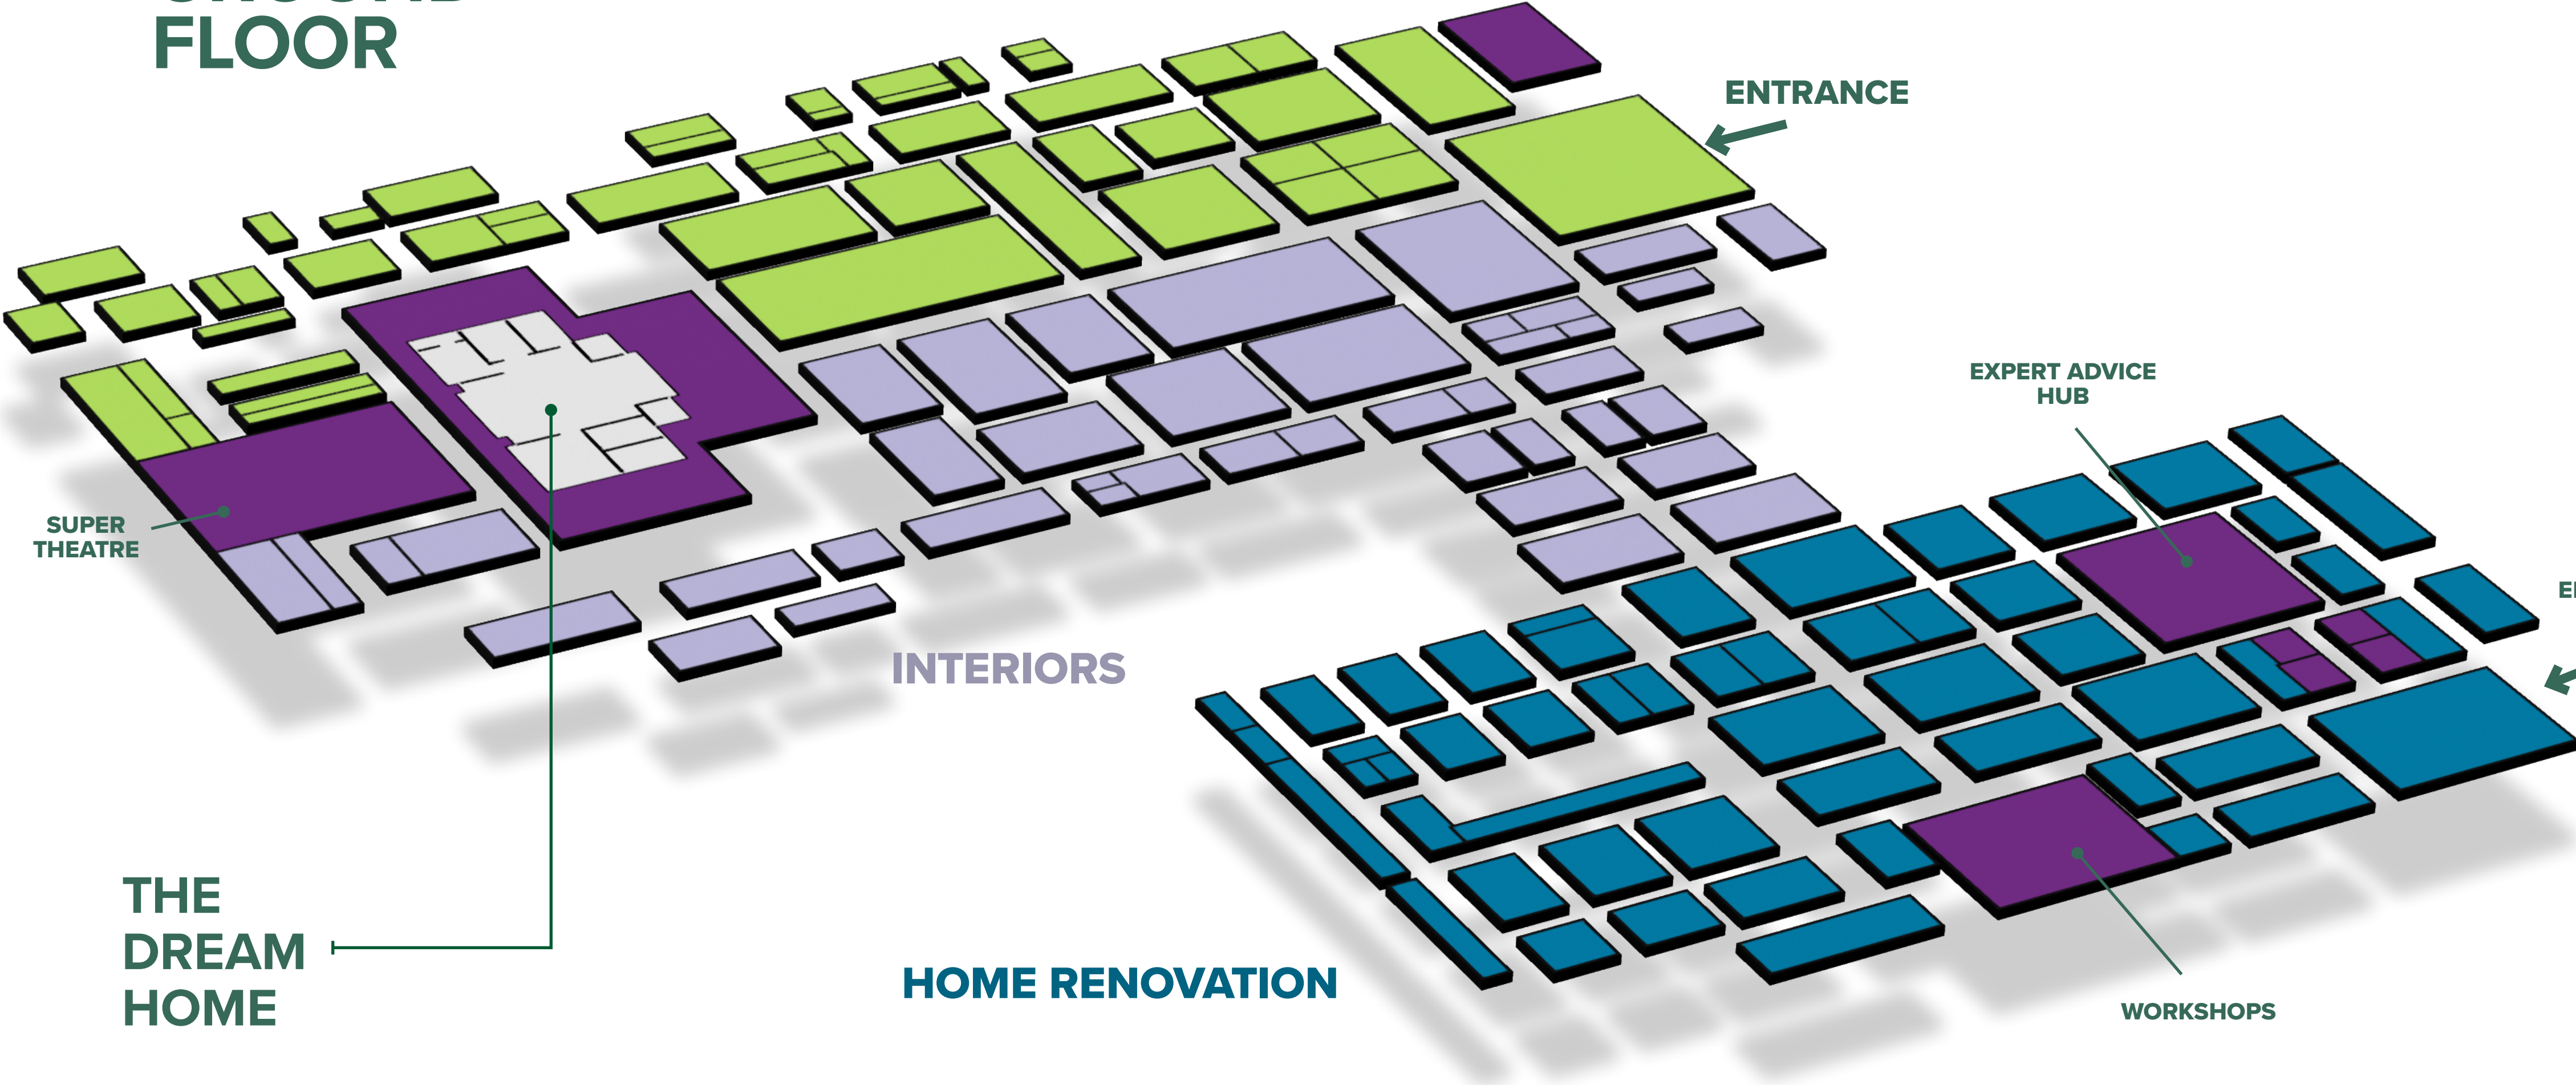 FLOOR
ENTRANCE
EXPERT ADVICE
HUB
SUPER
THEATRE
INTERIORS
THE
DREAM
HOME
HOME RENOVATION
WORKSHOPS